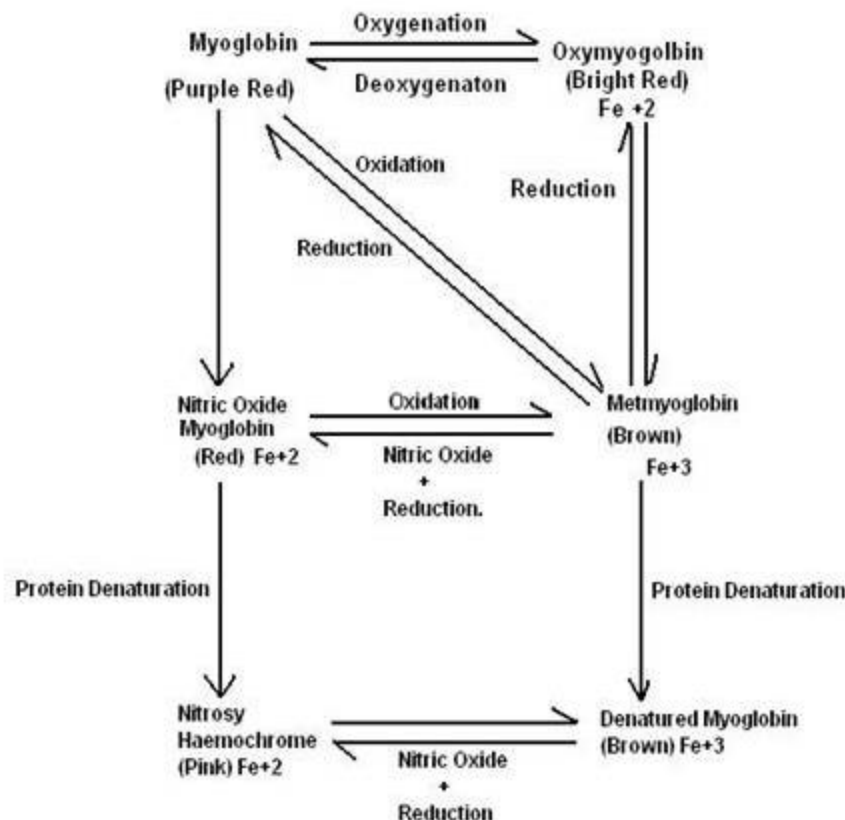 Oxygenation
Myoglobin
Oxymyogolbin
(Purple Red)
Deoxygenaton
(Bright Red)
Fe +2
Oxidation
Reduction
Reduction
Nitric Oxide
Myoglobin
(Red) Fe+2
Oxidation
Nitric Oxide
+
Reduction.
Metmyoglobin
(Brown)
Fe+3
Protein Denaturation
Protein Denaturation
Nitrosy
Haemochrome
(Pink) Fe+2
Nitric Oxide
+
Reduction
Denatured Myoglobin
(Brown) Fe+3